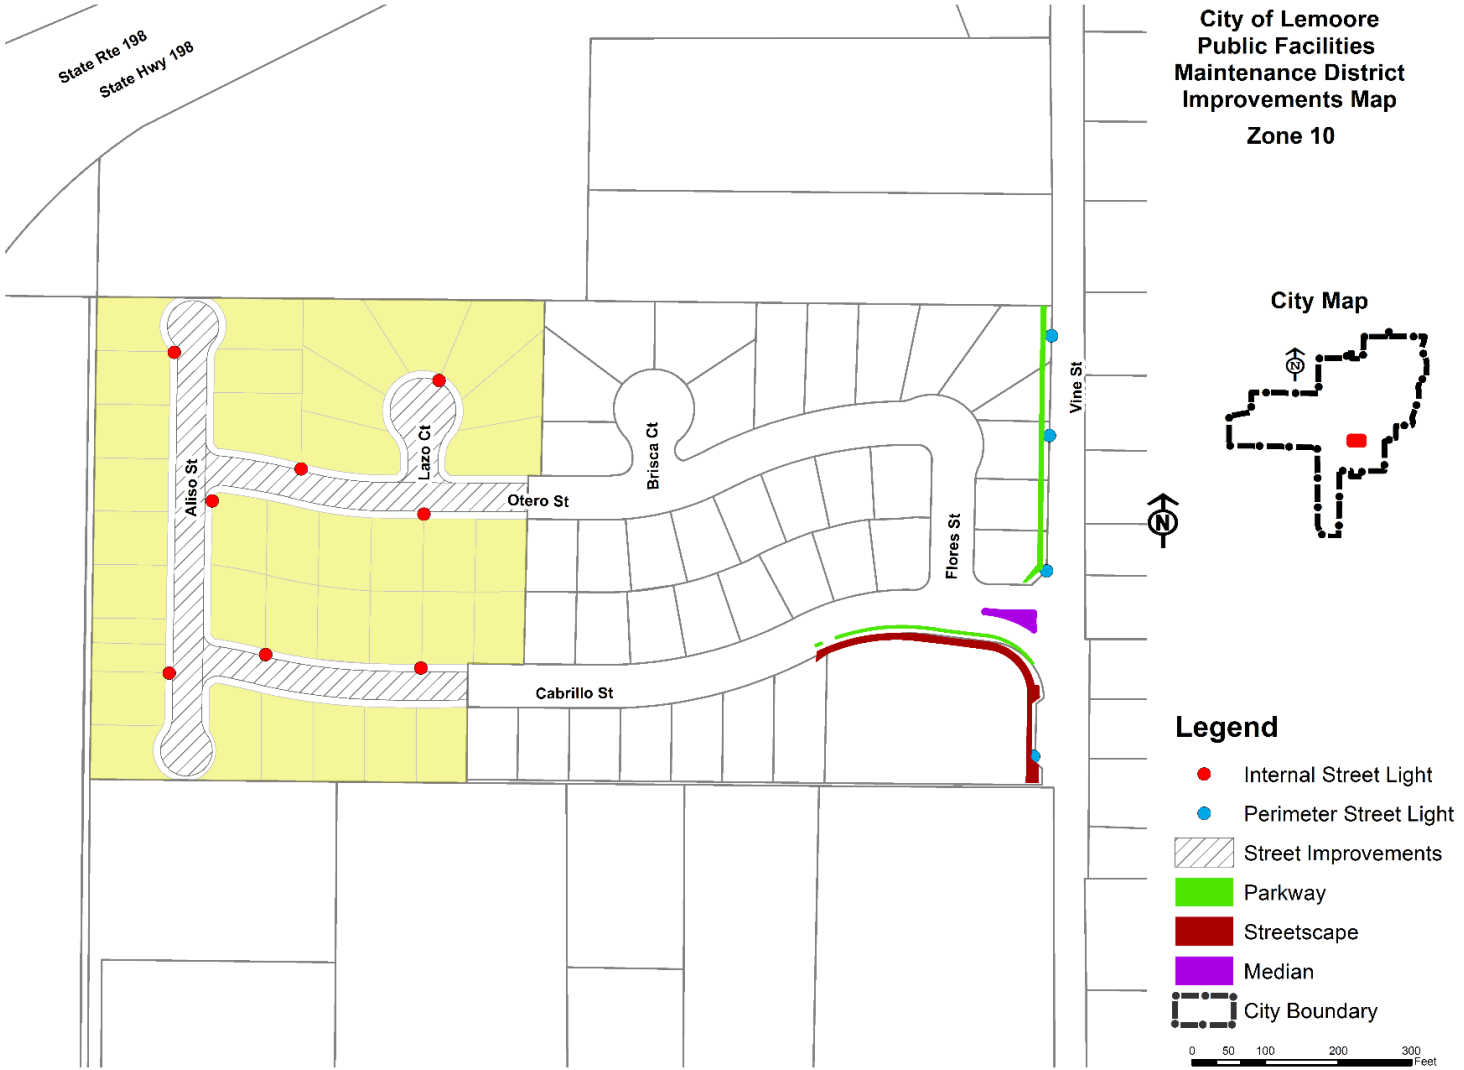 City of Lemoore
Public Facilities
Maintenance District
Improvements Map
Zone 10
State Rte 198
State Hwy 198
City Map
N
Vine St
Lazo Ct
Brisca Ct
Aliso St
Otero St
Flores St
N
Cabrillo St
Legend
Internal Street Light
Perimeter Street Light
Street Improvements
Parkway
Streetscape
Median
City Boundary
0 50 100 200 300
Feet